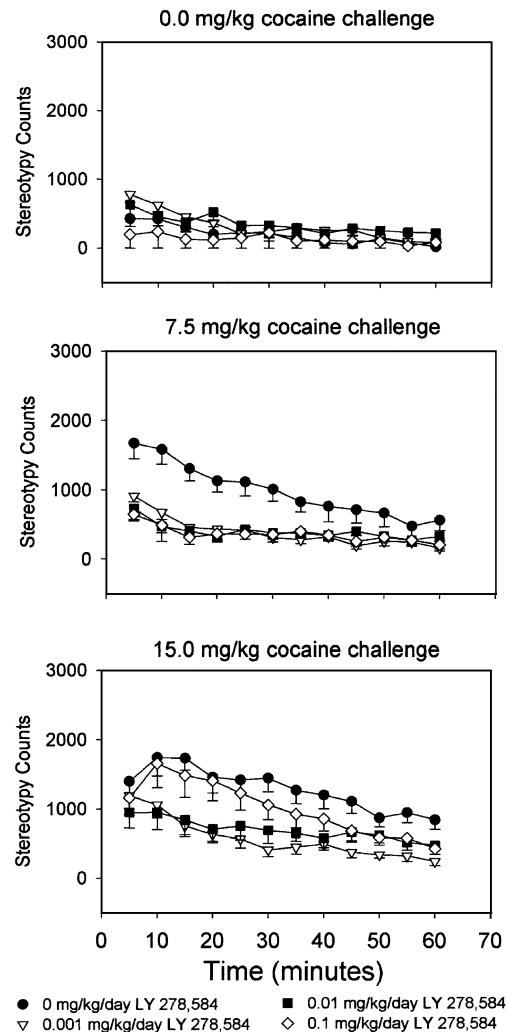 0.0 mg/kg cocaine challenge
3000
2000
1000
0
Stereotypy Counts
7.5 mg/kg cocaine challenge
3000
2000
1000
0
Stereotypy Counts
15.0 mg/kg cocaine challenge
3000
2000
1000
0
Stereotypy Counts
0 10 20 30 40 50 60 70
Time (minutes)
0 mg/kg/day LY 278,584 0.01 mg/kg/day LY 278,584
0.001 mg/kg/day LY 278,584 0.1 mg/kg/day LY 278,584